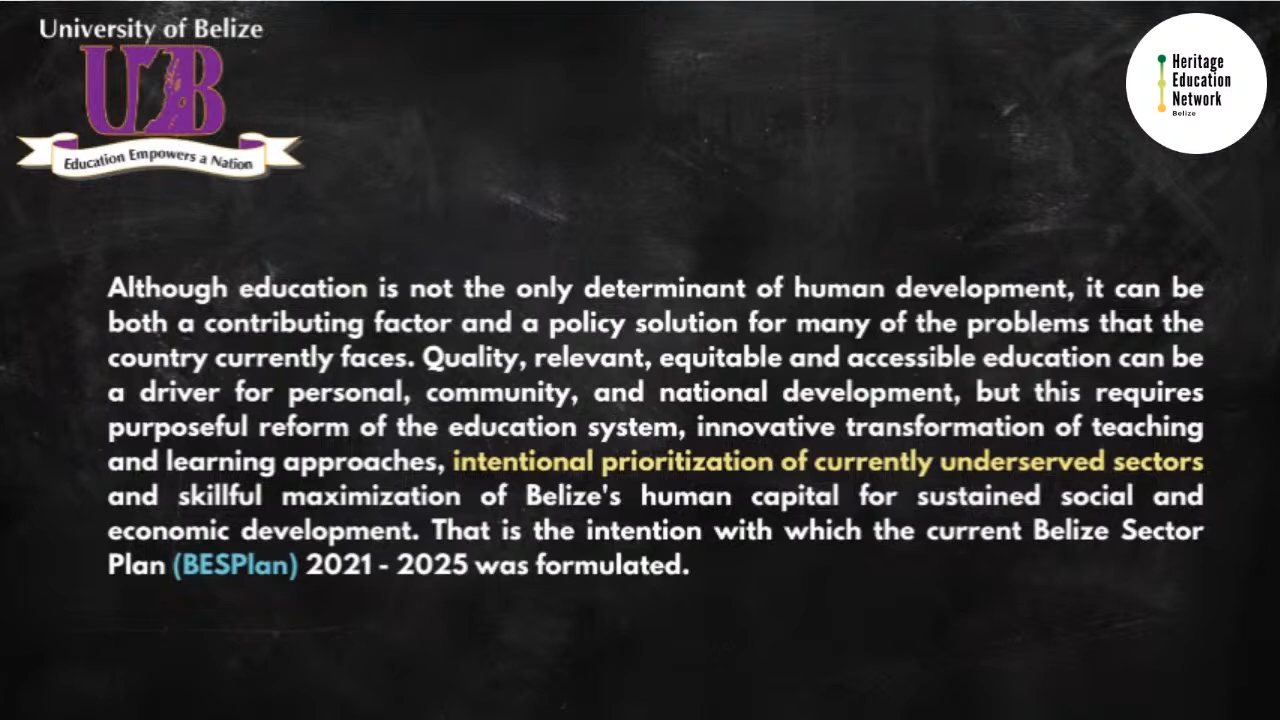 University of Belize
UB
Education Empowers a Nation
Heritage
Education
Network
Belize
Although education is not the only determinant of human development, it can be
both a contributing factor and a policy solution for many of the problems that the
country currently faces. Quality, relevant, equitable and accessible education can be
a driver for personal, community, and national development, but this requires
purposeful reform of the education system, innovative transformation of teaching
and learning approaches, intentional prioritization of currently underserved sectors
and skillful maximization of Belize's human capital for sustained social and
economic development. That is the intention with which the current Belize Sector
Plan (BESPlan) 2021 - 2025 was formulated.